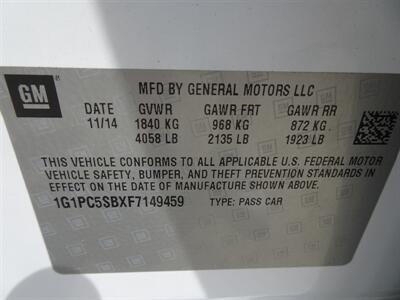 GM
MFD BY GENERAL MOTORS LLC
DATE GVWR GAWR FRT GAWR RR
11/14 1840 KG 968 KG 872 KG
4058 LB 2135 LB 1923 LB
THIS VEHICLE CONFORMS TO ALL APPLICABLE U.S. FEDERAL MOTOR
VEHICLE SAFETY, BUMPER, AND THEFT PREVENTION STANDARDS
IN EFFECT ON THE DATE OF MANUFACTURE SHOWN ABOVE.
1G1PC5SBXF7149459 TYPE: PASS CAR